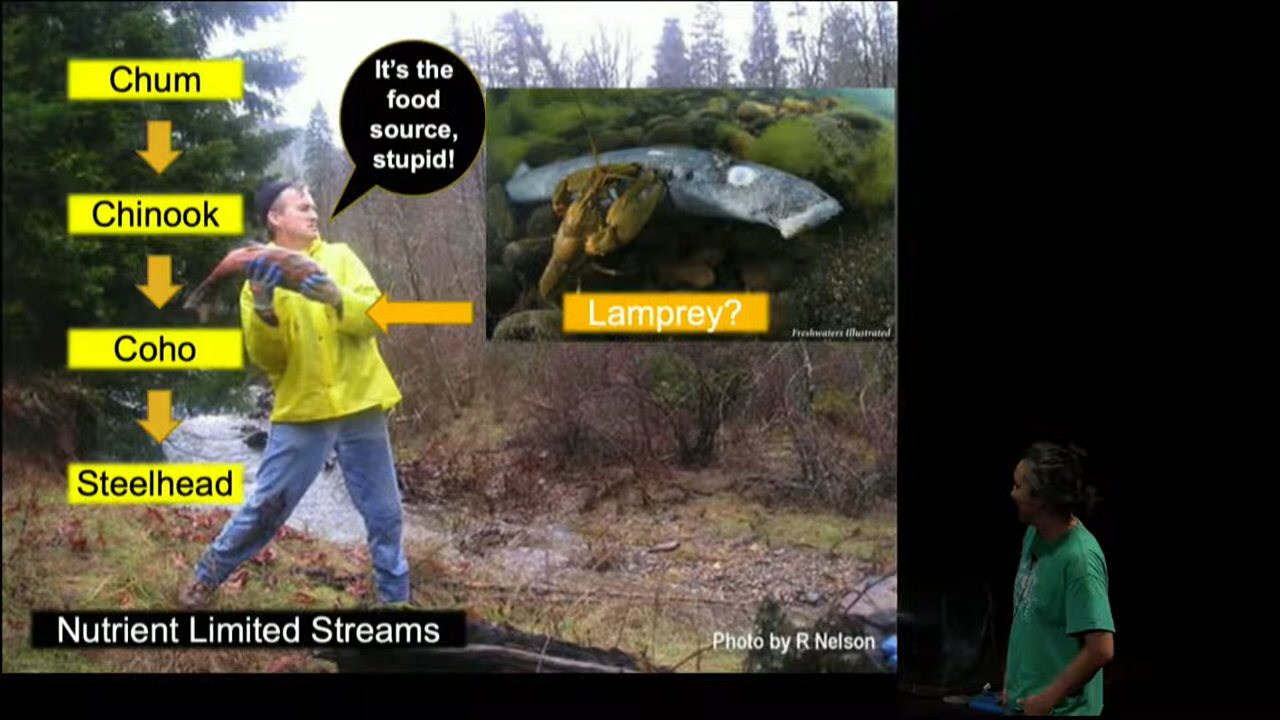 Chum
Chinook
Coho
Steelhead
It's the
food
source,
stupid!
Lamprey?
Freshwaters Illustrated
Nutrient Limited Streams
Photo by R Nelson